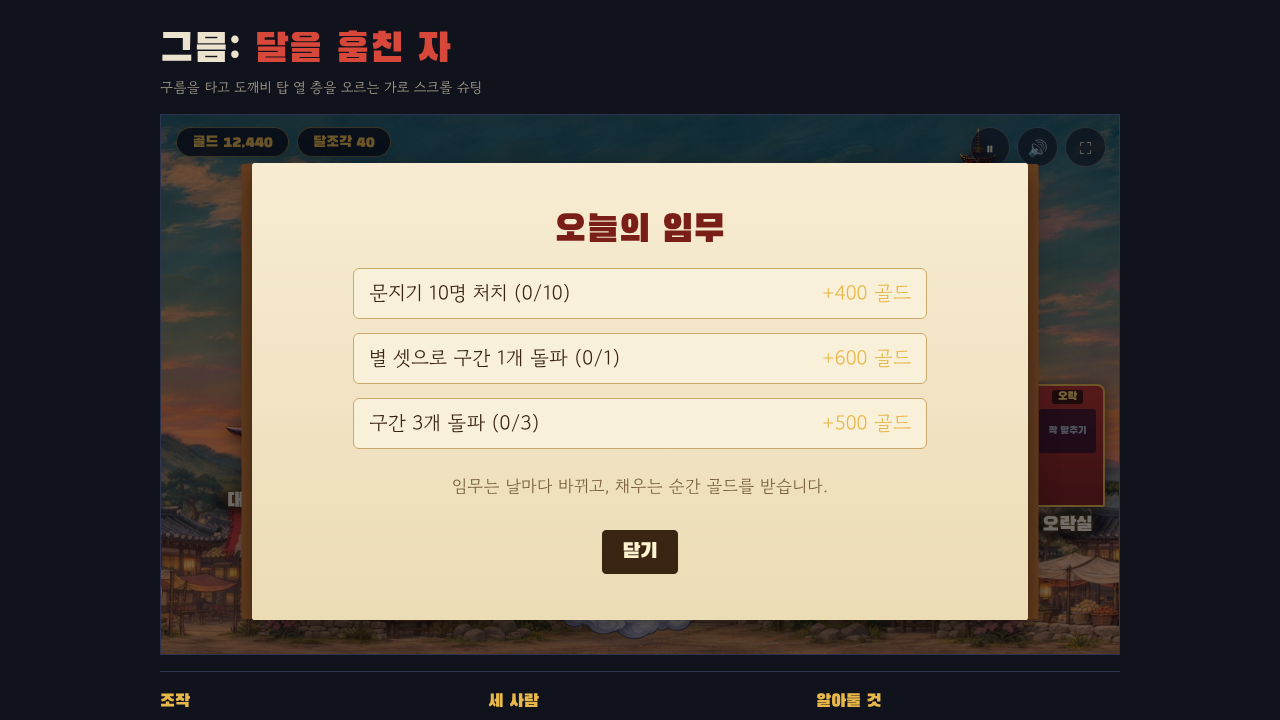 그믐: 달을 훔친 자
구름을 타고 도깨비 탑 열 층을 오르는 가로 스크롤 슈팅
골드 12,440
달조각 40
오늘의 임무
문지기 10명 처치 (0/10)
+400 골드
별 셋으로 구간 1개 돌파 (0/1)
+600 골드
구간 3개 돌파 (0/3)
+500 골드
임무는 날마다 바뀌고, 채우는 순간 골드를 받습니다.
닫기
오락
짝 맞추기
오락실
대
조작
세 사람
알아둘 것